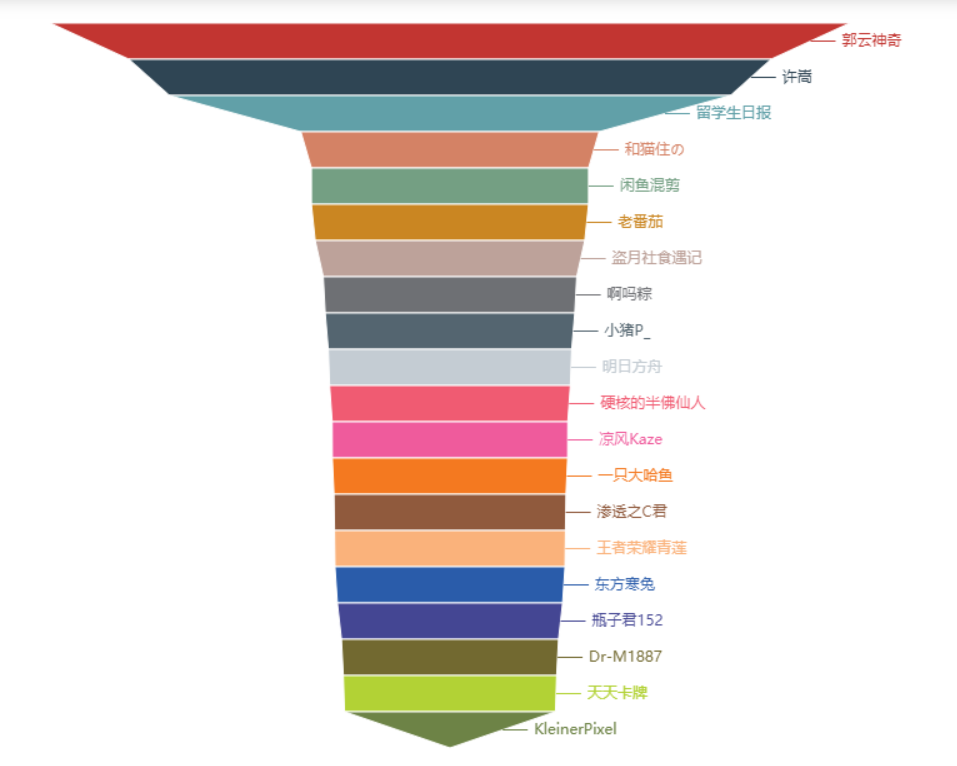 郭云神奇
许嵩
留学生日报
和猫住の
闲鱼混剪
老番茄
盗月社食遇记
啊吗粽
小猪P_
明日方舟
硬核的半佛仙人
凉风Kaze
一只大哈鱼
渗透之C君
王者荣耀青莲
东方寒兔
瓶子君152
Dr-M1887
天天卡牌
KleinerPixel